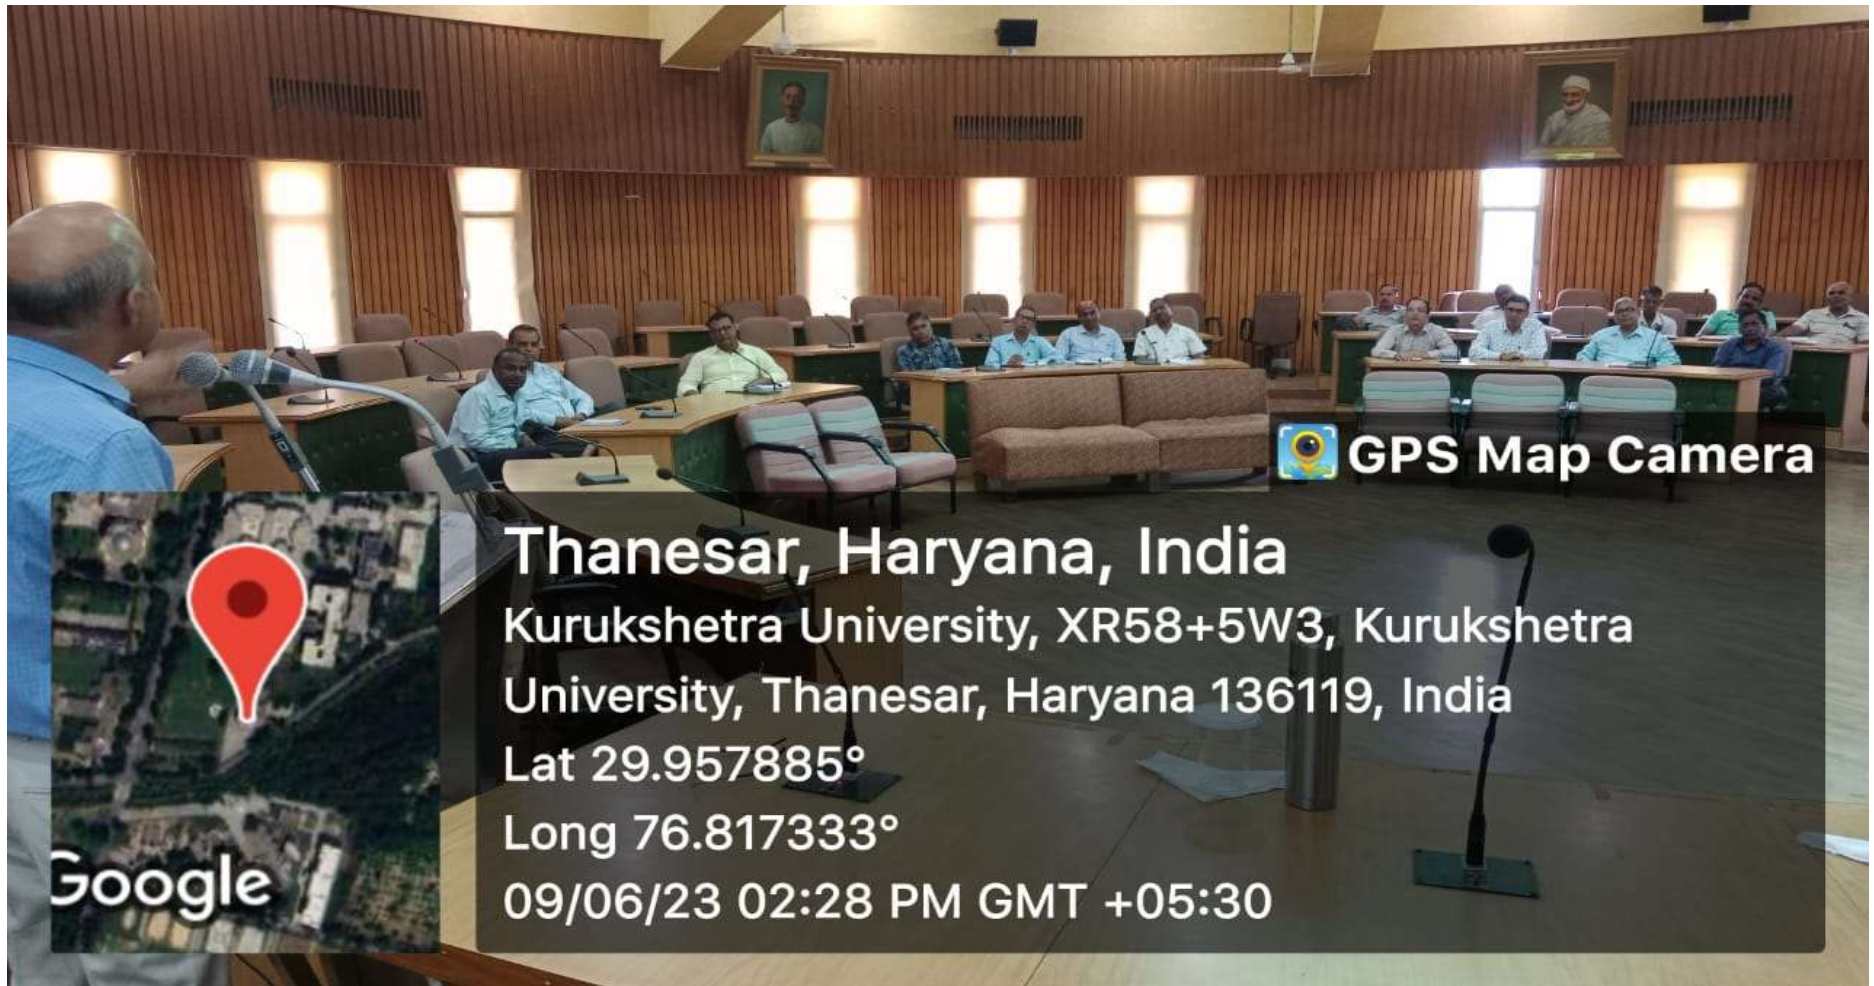 GPS Map Camera
Thanesar, Haryana, India
Kurukshetra University, XR58+5W3, Kurukshetra
University, Thanesar, Haryana 136119, India
Lat 29.957885°
Long 76.817333°
09/06/23 02:28 PM GMT +05:30
Google